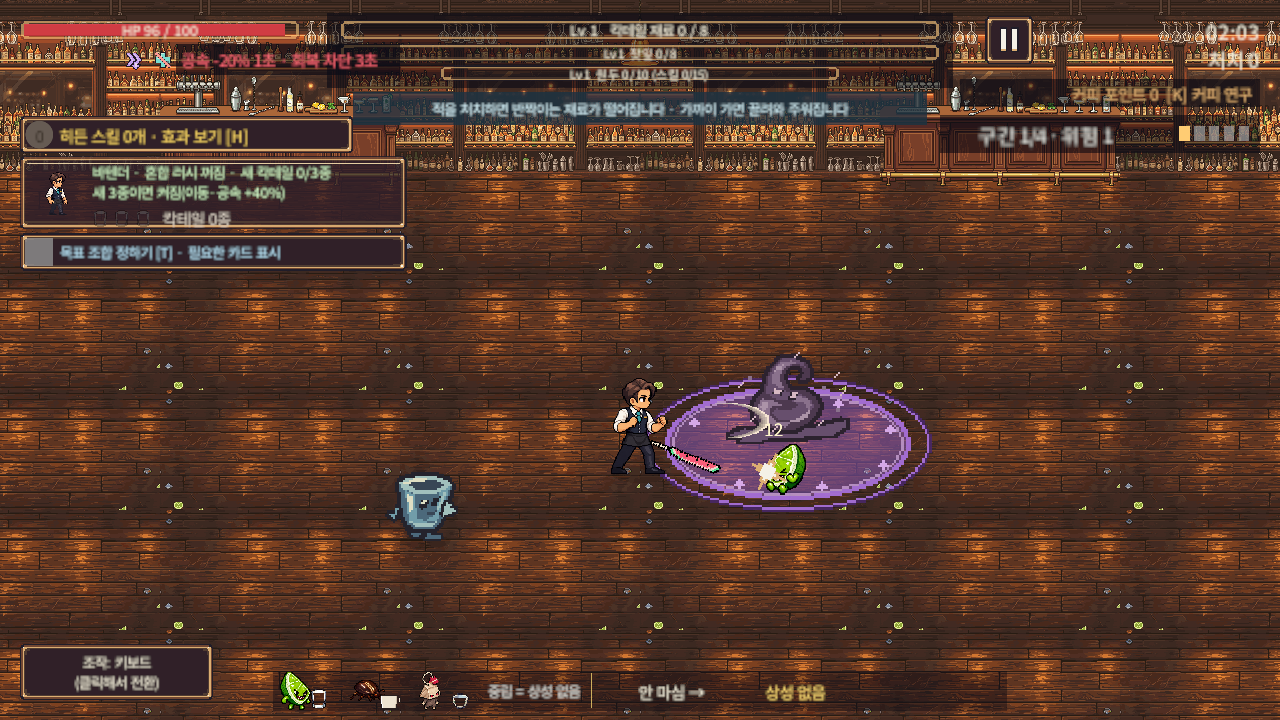 HP 96 / 100
Lv 1 칵테일 재료 0 / 8
Lv1 0/8
Lv1 원두 0/10 (스킬 0/15)
02:03
처치 0
공속 -20% 1초 · 회복 차단 3초
커피 포인트 0 [K] 커피 연구
적을 처치하면 반짝이는 재료가 떨어집니다 · 가까이 가면 끌려와 주워집니다
구간 1/4 · 위험 1
0 히든 스킬 0개 · 효과 보기 [H]
바텐더 - 혼합 러시 꺼짐 - 새 칵테일 0/3종
새 3종이면 켜짐(이동·공속 +40%)
칵테일 0종
목표 조합 정하기 [T] - 필요한 카드 표시
12
조작: 키보드
(클릭해서 전환)
중립 = 상성 없음
안 마심 →
상성 없음